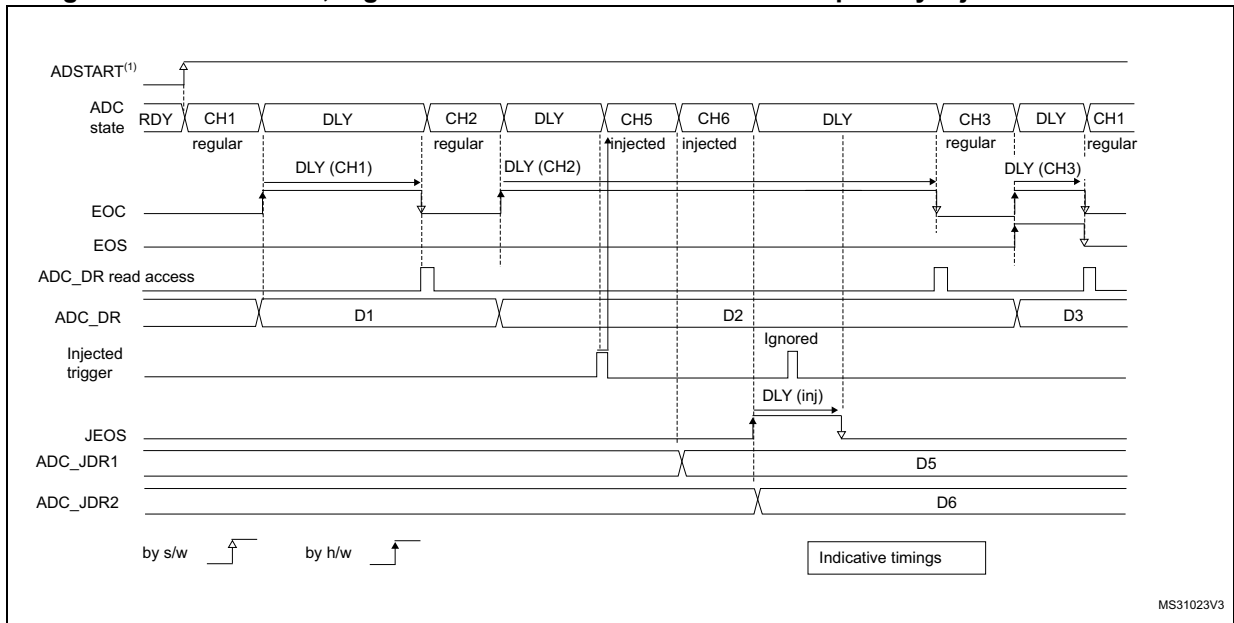 ADSTART(1)
ADC state RDY CH1 DLY CH2 DLY CH5 CH6 DLY CH3 DLY CH1
regular regular injected injected regular regular
DLY (CH1) DLY (CH2) DLY (CH3)
EOC
EOS
ADC_DR read access
ADC_DR D1 D2 D3
Ignored
Injected trigger
DLY (inj)
JEOS
ADC_JDR1 D5
ADC_JDR2 D6
by s/w by h/w Indicative timings
MS31023V3